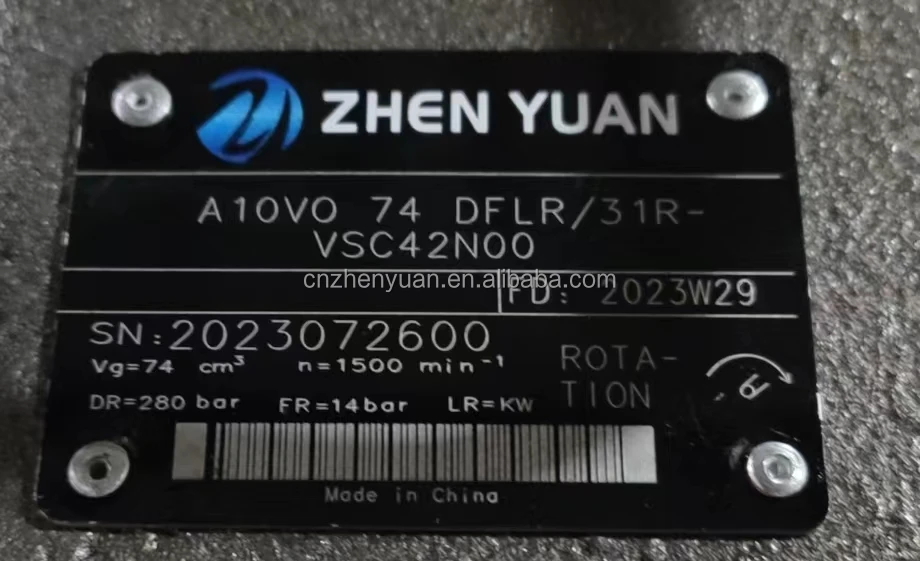 ZHEN YUAN
A10VO 74 DFLR/31R-
VSC42N00
cnzhenyuan.en.alibaba.com
FD: 2023W29
SN:2023072600
Vg=74 cm³ n=1500 min⁻¹
ROTA-
TION
R
DR=280 bar FR=14bar LR=KW
Made in China